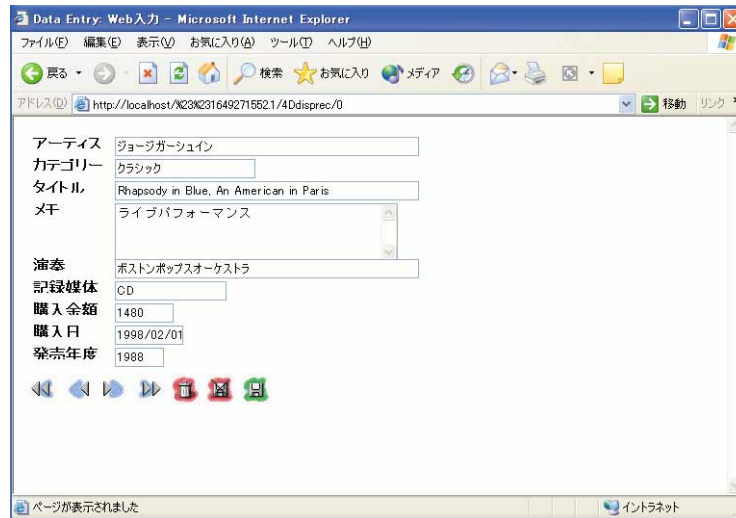 Data Entry: Web入力 - Microsoft Internet Explorer
ファイル(F) 編集(E) 表示(V) お気に入り(A) ツール(T) ヘルプ(H)
戻る 検索 お気に入り メディア
アドレス(D) http://localhost/%23%231649271552.1/4Ddisprec/0 移動 リンク
アーティス ジョージガーシュイン
カテゴリー クラシック
タイトル Rhapsody in Blue, An American in Paris
メモ ライブパフォーマンス
演奏 ボストンポップスオーケストラ
記録媒体 CD
購入金額 1480
購入日 1998/02/01
発売年度 1988
ページが表示されました イントラネット